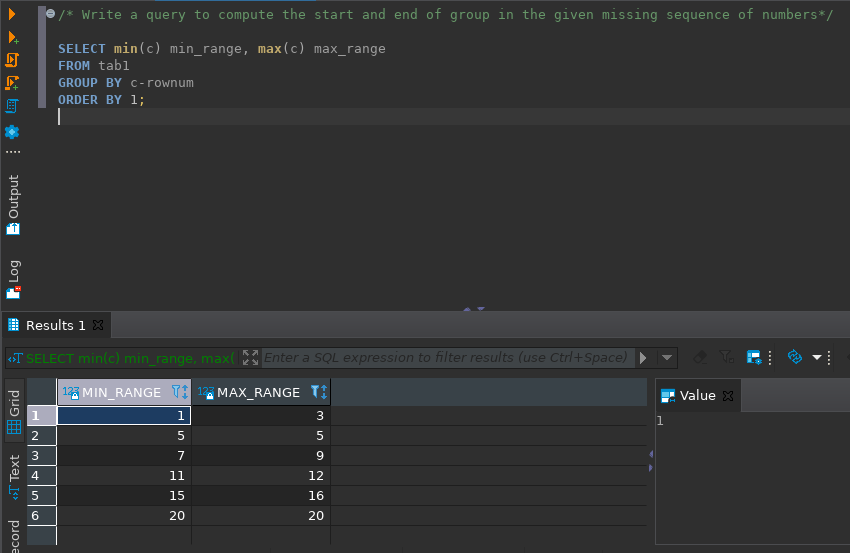 /* Write a query to compute the start and end of group in the given missing sequence of numbers*/
SELECT min(c) min_range, max(c) max_range
FROM tab1
GROUP BY c-rownum
ORDER BY 1;
Output
Log
Results 1
SELECT min(c) min_range, max(
Enter a SQL expression to filter results (use Ctrl+Space)
Grid
Text
ecord
123 MIN_RANGE 123 MAX_RANGE
1 1 3
2 5 5
3 7 9
4 11 12
5 15 16
6 20 20
Value
1